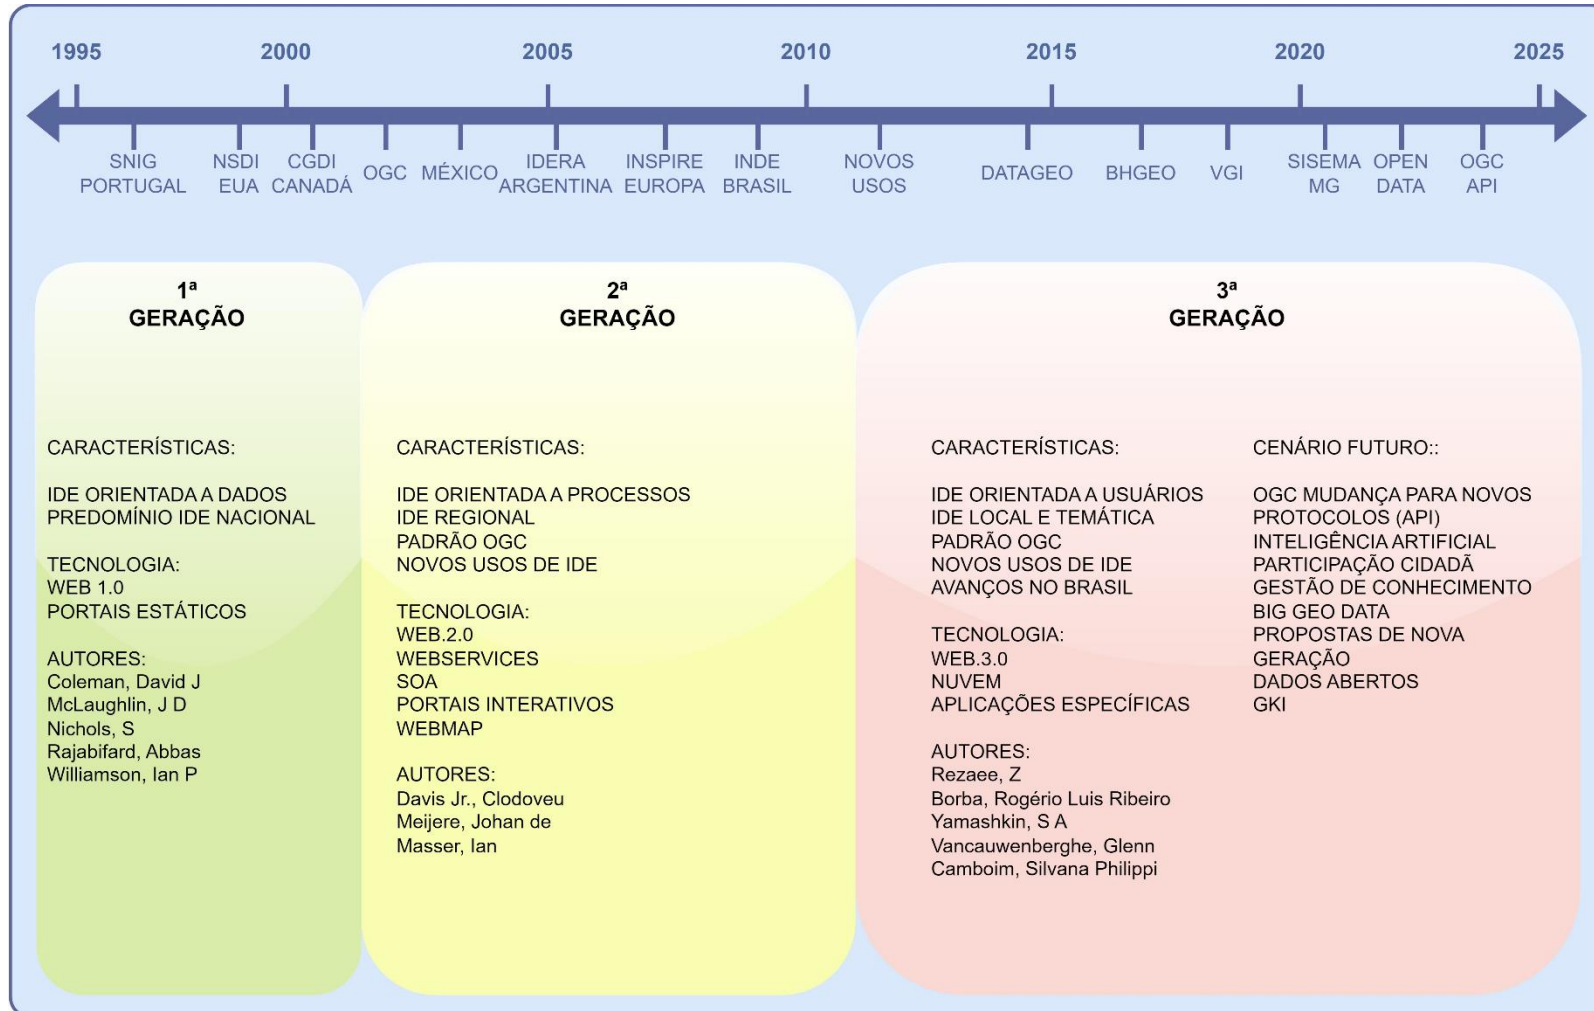 1995
2000
2005
2010
2015
2020
2025
SNIG
PORTUGAL
NSDI
EUA
CGDI
CANADÁ
OGC
MÉXICO
IDERA
ARGENTINA
INSPIRE
EUROPA
INDE
BRASIL
NOVOS
USOS
DATAGEO
BHGEO
VGI
SISEMA
MG
OPEN
DATA
OGC
API
1ª
GERAÇÃO
CARACTERÍSTICAS:
IDE ORIENTADA A DADOS
PREDOMÍNIO IDE NACIONAL
TECNOLOGIA:
WEB 1.0
PORTAIS ESTÁTICOS
AUTORES:
Coleman, David J
McLaughlin, J D
Nichols, S
Rajabifard, Abbas
Williamson, Ian P
2ª
GERAÇÃO
CARACTERÍSTICAS:
IDE ORIENTADA A PROCESSOS
IDE REGIONAL
PADRÃO OGC
NOVOS USOS DE IDE
TECNOLOGIA:
WEB.2.0
WEBSERVICES
SOA
PORTAIS INTERATIVOS
WEBMAP
AUTORES:
Davis Jr., Clodoveu
Meijere, Johan de
Masser, Ian
3ª
GERAÇÃO
CARACTERÍSTICAS:
IDE ORIENTADA A USUÁRIOS
IDE LOCAL E TEMÁTICA
PADRÃO OGC
NOVOS USOS DE IDE
AVANÇOS NO BRASIL
TECNOLOGIA:
WEB.3.0
NUVEM
APLICAÇÕES ESPECÍFICAS
AUTORES:
Rezaee, Z
Borba, Rogério Luis Ribeiro
Yamashkin, S A
Vancauwenberghe, Glenn
Camboim, Silvana Philippi
CENÁRIO FUTURO::
OGC MUDANÇA PARA NOVOS
PROTOCOLOS (API)
INTELIGÊNCIA ARTIFICIAL
PARTICIPAÇÃO CIDADÃ
GESTÃO DE CONHECIMENTO
BIG GEO DATA
PROPOSTAS DE NOVA
GERAÇÃO
DADOS ABERTOS
GKI